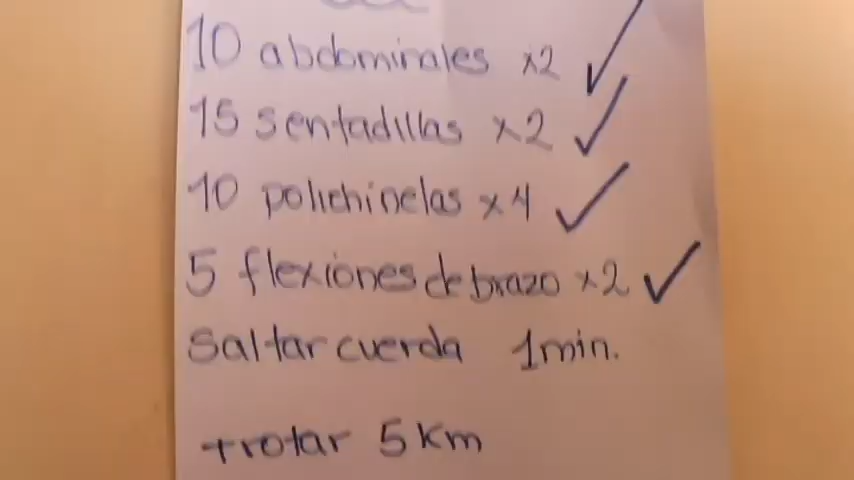 10 abdominales x2
15 sentadillas x2
10 polichinelas x4
5 flexiones de brazo x2
Saltar cuerda 1min.
trotar 5 Km